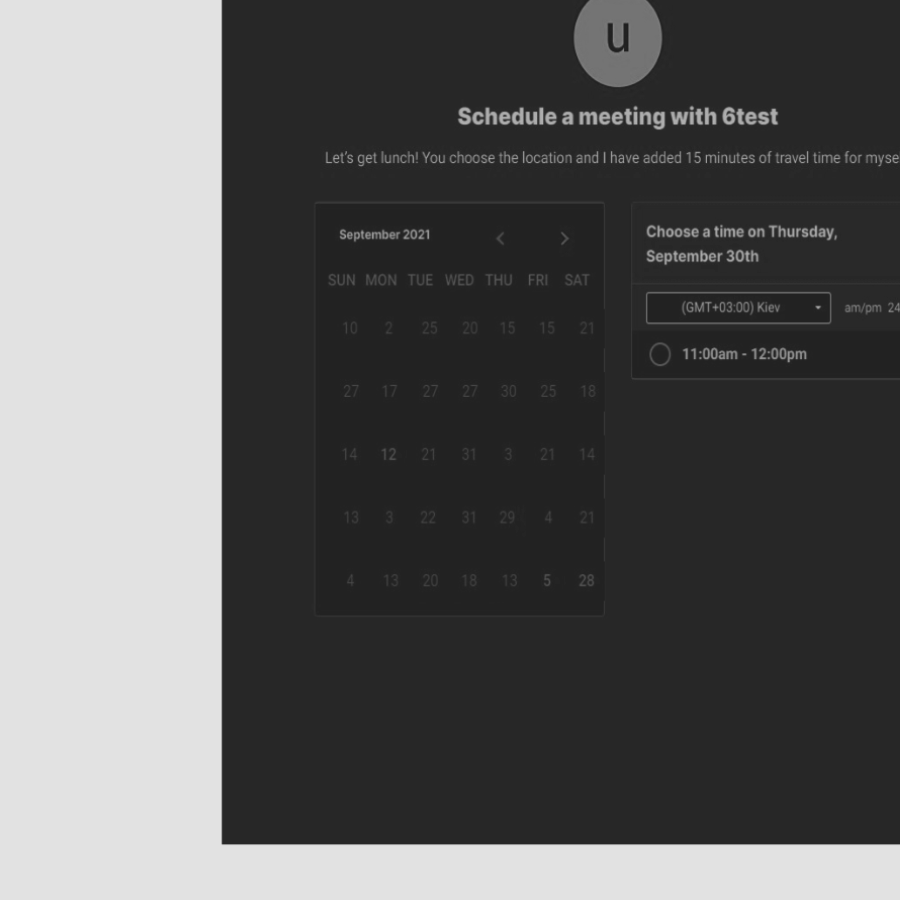 u
Schedule a meeting with 6test
Let's get lunch! You choose the location and I have added 15 minutes of travel time for myse
September 2021
SUN MON TUE WED THU FRI SAT
10 2 25 20 15 15 21
27 17 27 27 30 25 18
14 12 21 31 3 21 14
13 3 22 31 29 4 21
4 13 20 18 13 5 28
Choose a time on Thursday,
September 30th
(GMT+03:00) Kiev am/pm 24
11:00am - 12:00pm